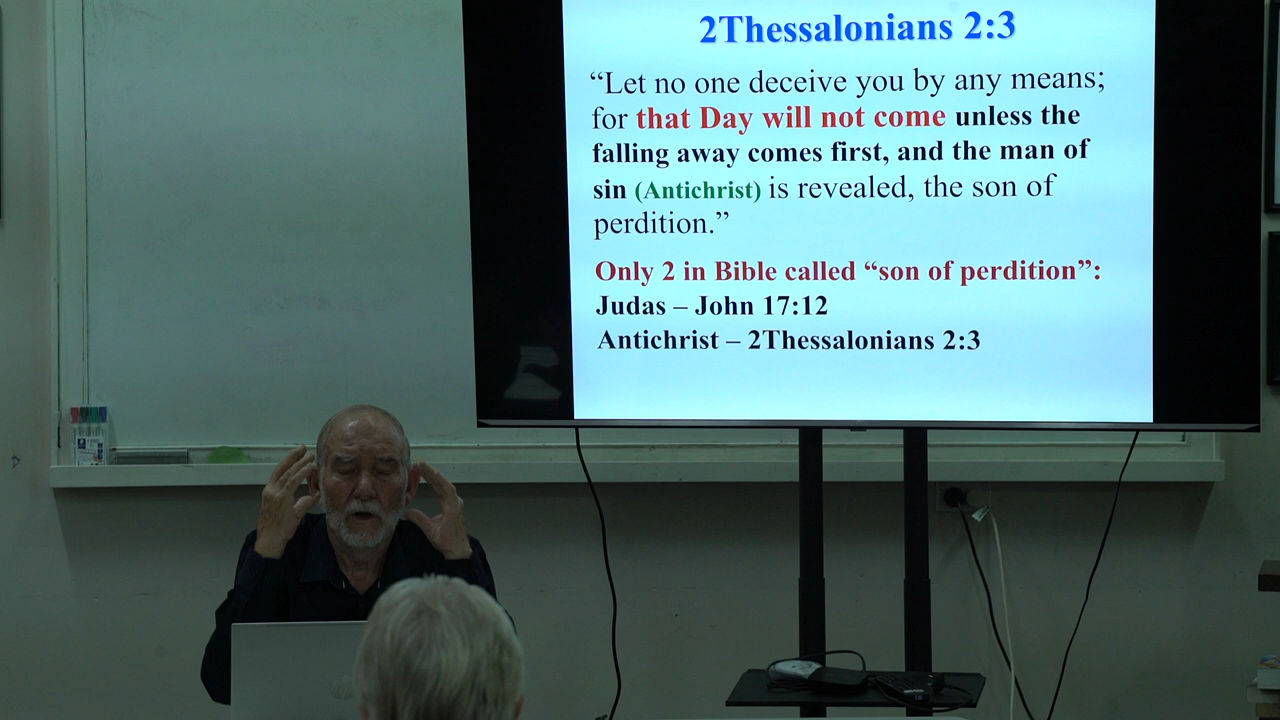 2Thessalonians 2:3
“Let no one deceive you by any means;
for that Day will not come unless the
falling away comes first, and the man of
sin (Antichrist) is revealed, the son of
perdition.”
Only 2 in Bible called “son of perdition”:
Judas – John 17:12
Antichrist – 2Thessalonians 2:3